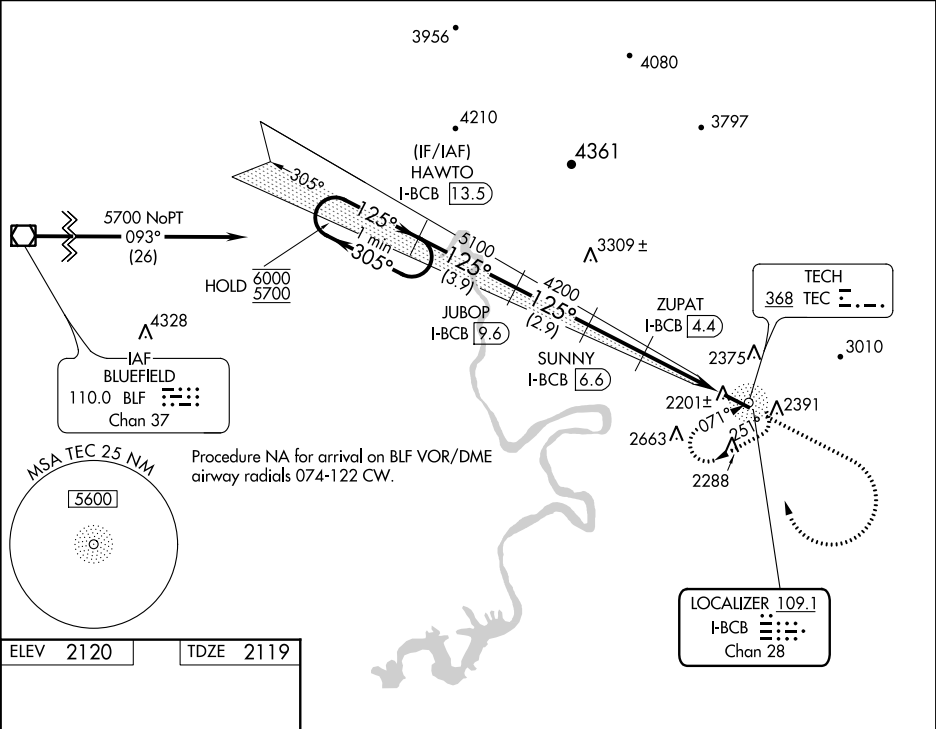 3956
4080
4210
3797
4361
(IF/IAF)
HAWTO
I-BCB 13.5
305°
5700 NoPT
093°
(26)
125°
1 min
305°
HOLD 6000
5700
5100
125°
(3.9)
3309 ±
4200
125°
(2.9)
JUBOP
I-BCB 9.6
SUNNY
I-BCB 6.6
ZUPAT
I-BCB 4.4
TECH
368 TEC
4328
IAF
BLUEFIELD
110.0 BLF
Chan 37
2375
3010
2201±
2391
071°
251°
2663
2288
Procedure NA for arrival on BLF VOR/DME
airway radials 074-122 CW.
MSA TEC 25 NM
5600
LOCALIZER 109.1
I-BCB
Chan 28
ELEV 2120
TDZE 2119